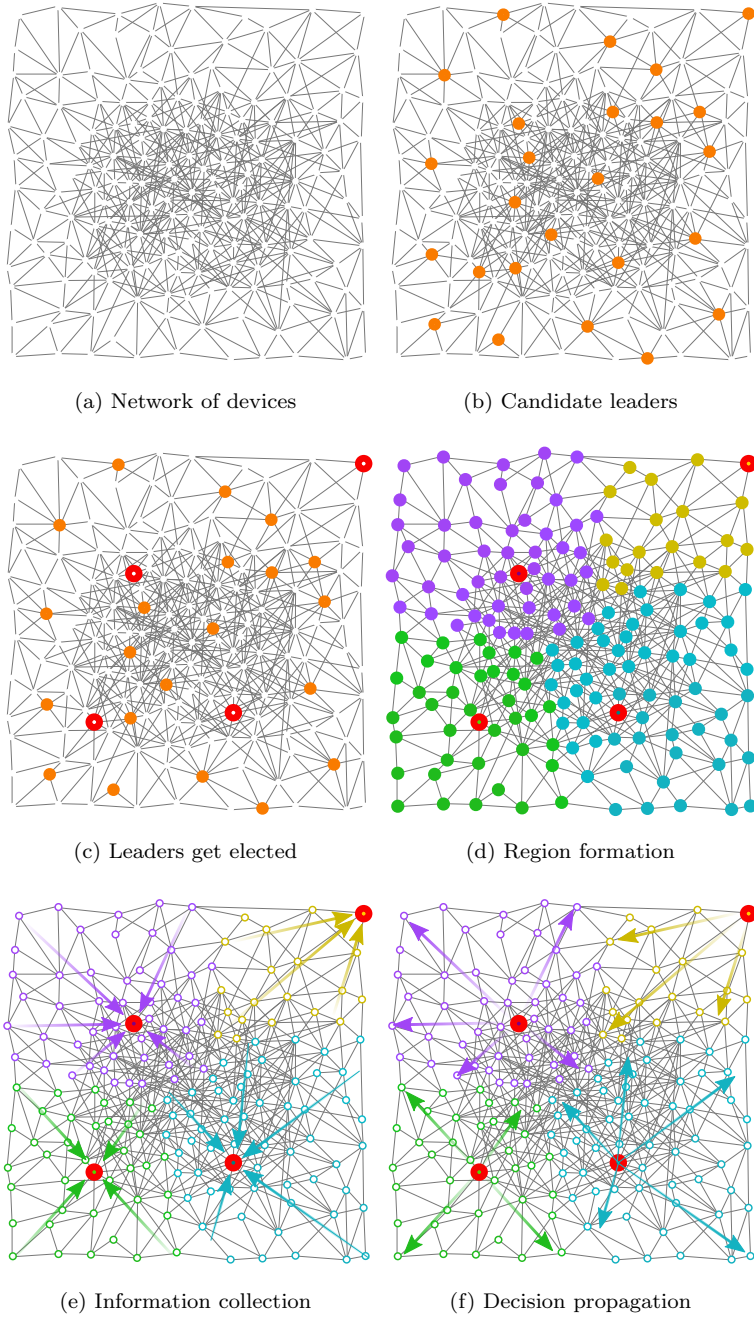 (a) Network of devices
(b) Candidate leaders
(c) Leaders get elected
(d) Region formation
(e) Information collection
(f) Decision propagation